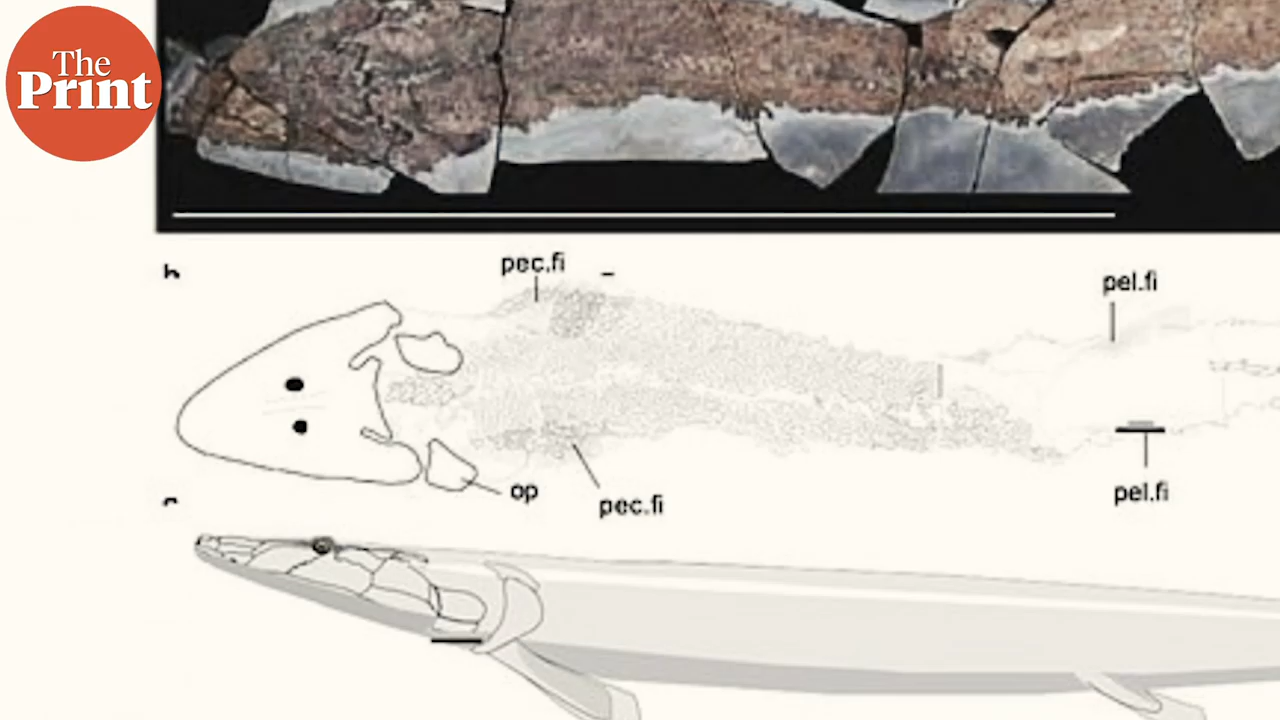 The
Print
b
pec.fi
pel.fi
op
pec.fi
pel.fi
c